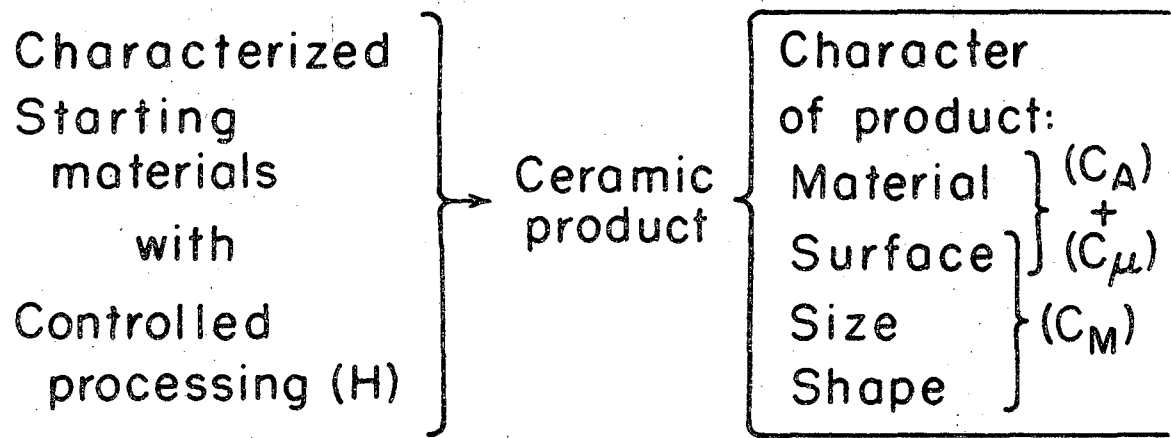 Characterized
Starting
materials
with
Controlled
processing (H)
Ceramic
product
Character
of product:
Material
Surface
Size
Shape
(C_A)
+
(C_μ)
(C_M)